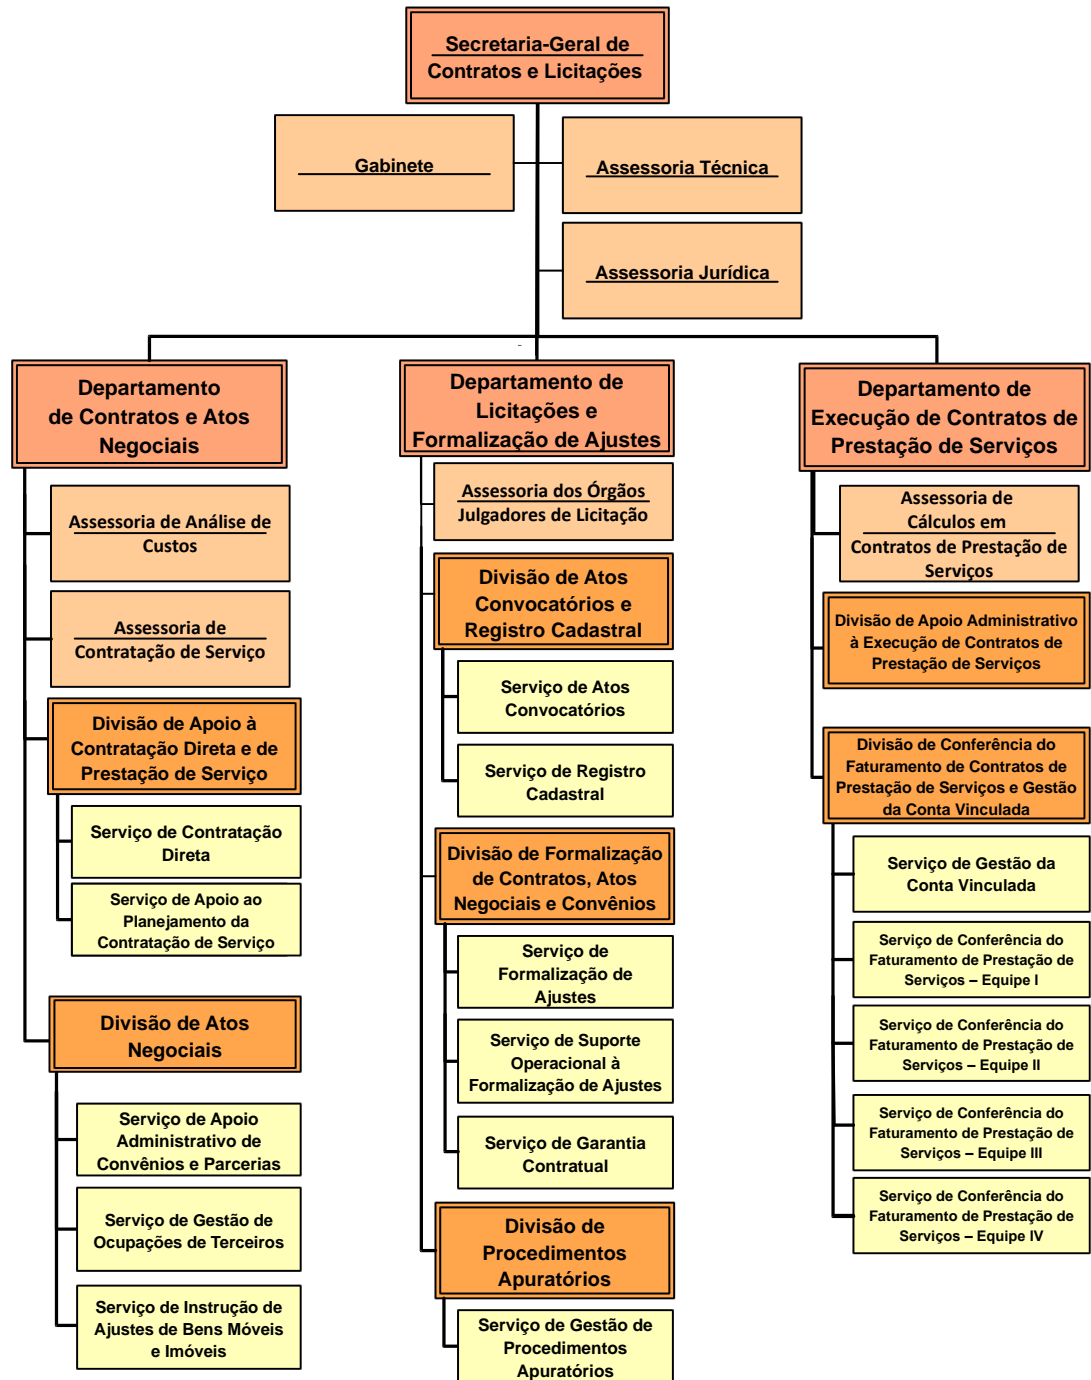 Secretaria-Geral de
Contratos e Licitações
Gabinete
Assessoria Técnica
Assessoria Jurídica
Departamento
de Contratos e Atos
Negociais
Assessoria de Análise de
Custos
Assessoria de
Contratação de Serviço
Divisão de Apoio à
Contratação Direta e de
Prestação de Serviço
Serviço de Contratação
Direta
Serviço de Apoio ao
Planejamento da
Contratação de Serviço
Divisão de Atos
Negociais
Serviço de Apoio
Administrativo de
Convênios e Parcerias
Serviço de Gestão de
Ocupações de Terceiros
Serviço de Instrução de
Ajustes de Bens Móveis
e Imóveis
Departamento de
Licitações e
Formalização de Ajustes
Assessoria dos Órgãos
Julgadores de Licitação
Divisão de Atos
Convocatórios e
Registro Cadastral
Serviço de Atos
Convocatórios
Serviço de Registro
Cadastral
Divisão de Formalização
de Contratos, Atos
Negociais e Convênios
Serviço de
Formalização de
Ajustes
Serviço de Suporte
Operacional à
Formalização de Ajustes
Serviço de Garantia
Contratual
Divisão de
Procedimentos
Apuratórios
Serviço de Gestão de
Procedimentos
Apuratórios
Departamento de
Execução de Contratos de
Prestação de Serviços
Assessoria de
Cálculos em
Contratos de Prestação de
Serviços
Divisão de Apoio Administrativo
à Execução de Contratos de
Prestação de Serviços
Divisão de Conferência do
Faturamento de Contratos de
Prestação de Serviços e Gestão
da Conta Vinculada
Serviço de Gestão da
Conta Vinculada
Serviço de Conferência do
Faturamento de Prestação de
Serviços – Equipe I
Serviço de Conferência do
Faturamento de Prestação de
Serviços – Equipe II
Serviço de Conferência do
Faturamento de Prestação de
Serviços – Equipe III
Serviço de Conferência do
Faturamento de Prestação de
Serviços – Equipe IV